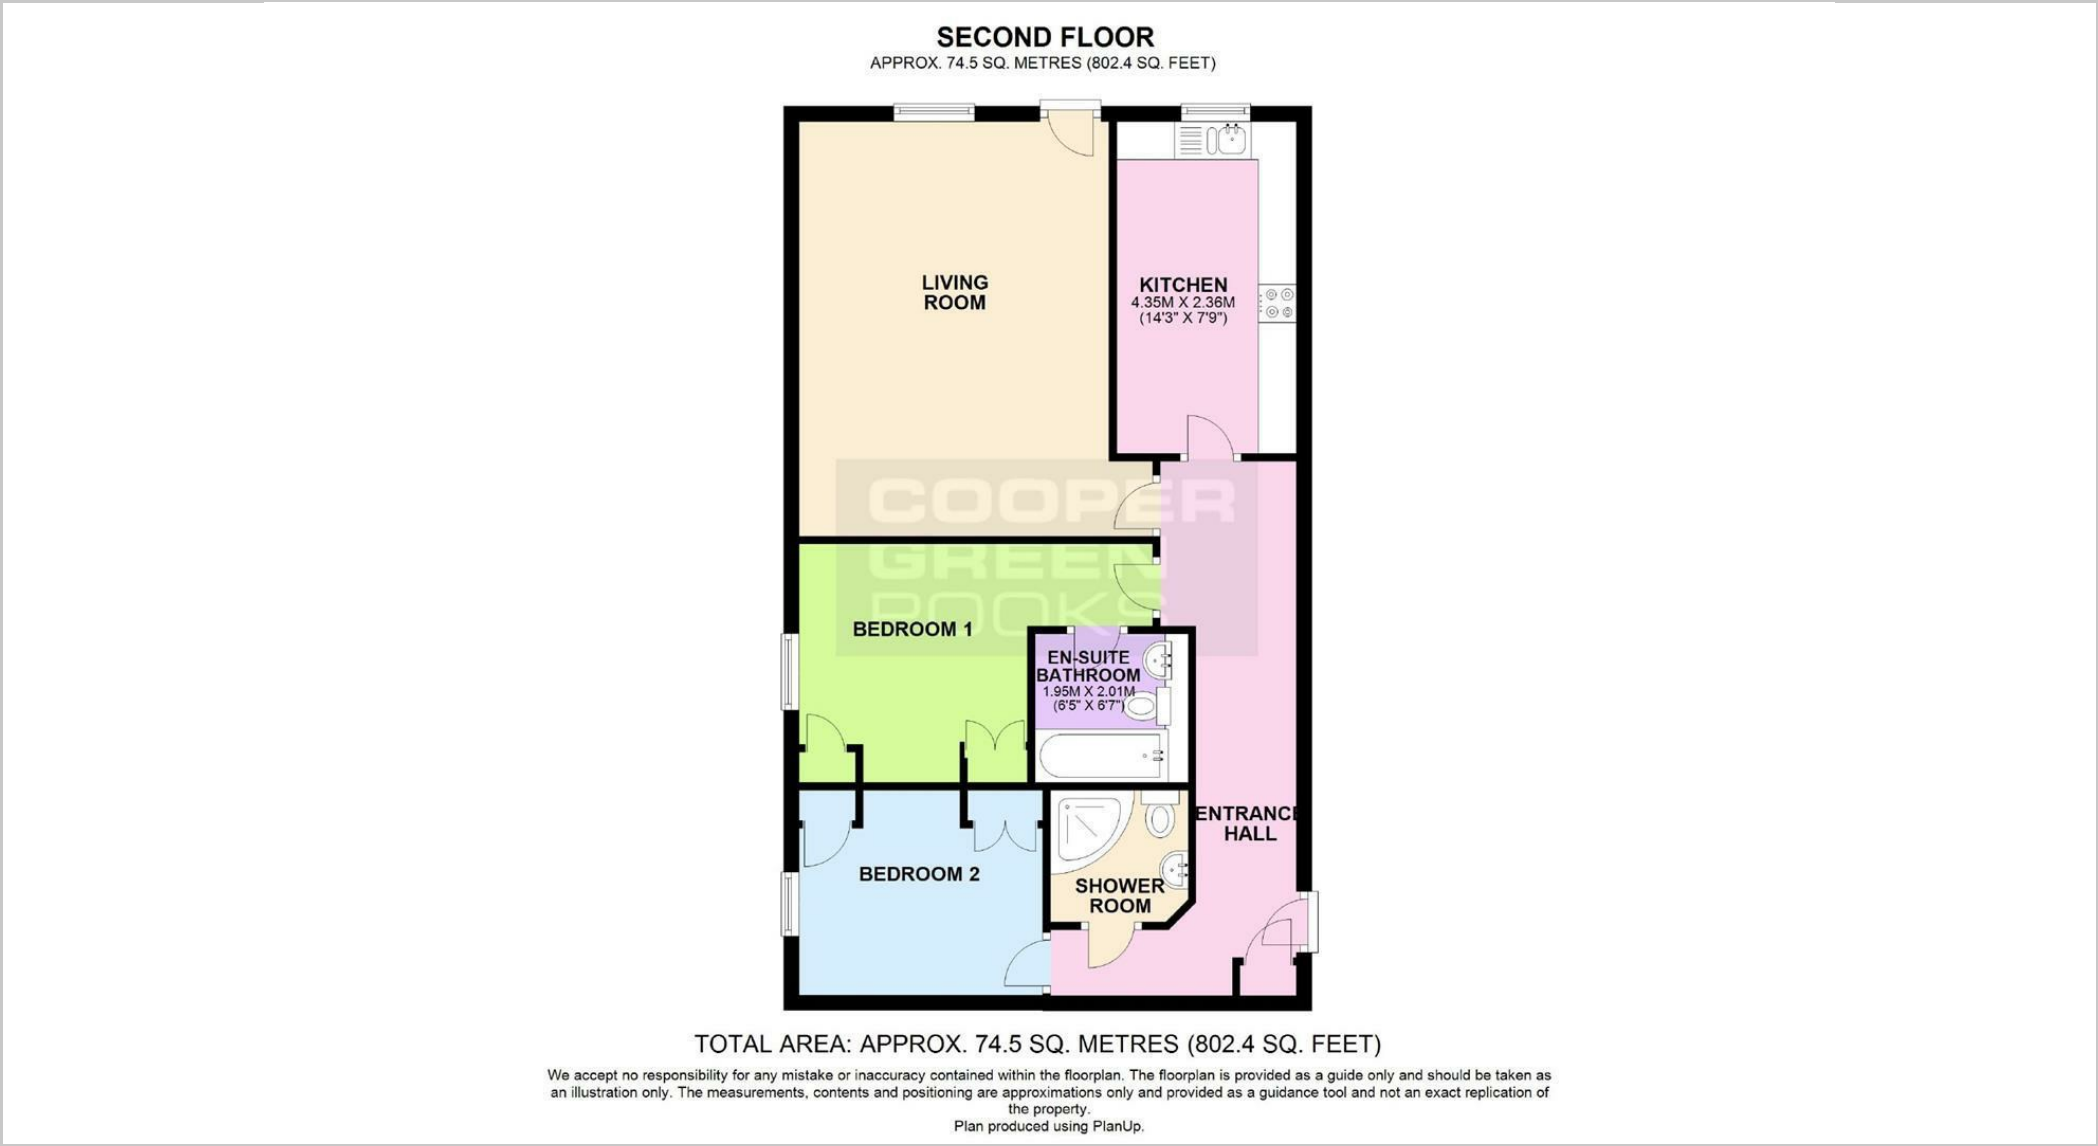 SECOND FLOOR
APPROX. 74.5 SQ. METRES (802.4 SQ. FEET)
LIVING
ROOM
KITCHEN
4.35M X 2.36M
(14'3" X 7'9")
COOPER
GREEN
POOKS
BEDROOM 1
EN-SUITE
BATHROOM
1.95M X 2.01M
(6'5" X 6'7")
ENTRANCE
HALL
BEDROOM 2
SHOWER
ROOM
TOTAL AREA: APPROX. 74.5 SQ. METRES (802.4 SQ. FEET)
We accept no responsibility for any mistake or inaccuracy contained within the floorplan. The floorplan is provided as a guide only and should be taken as
an illustration only. The measurements, contents and positioning are approximations only and provided as a guidance tool and not an exact replication of
the property.
Plan produced using PlanUp.